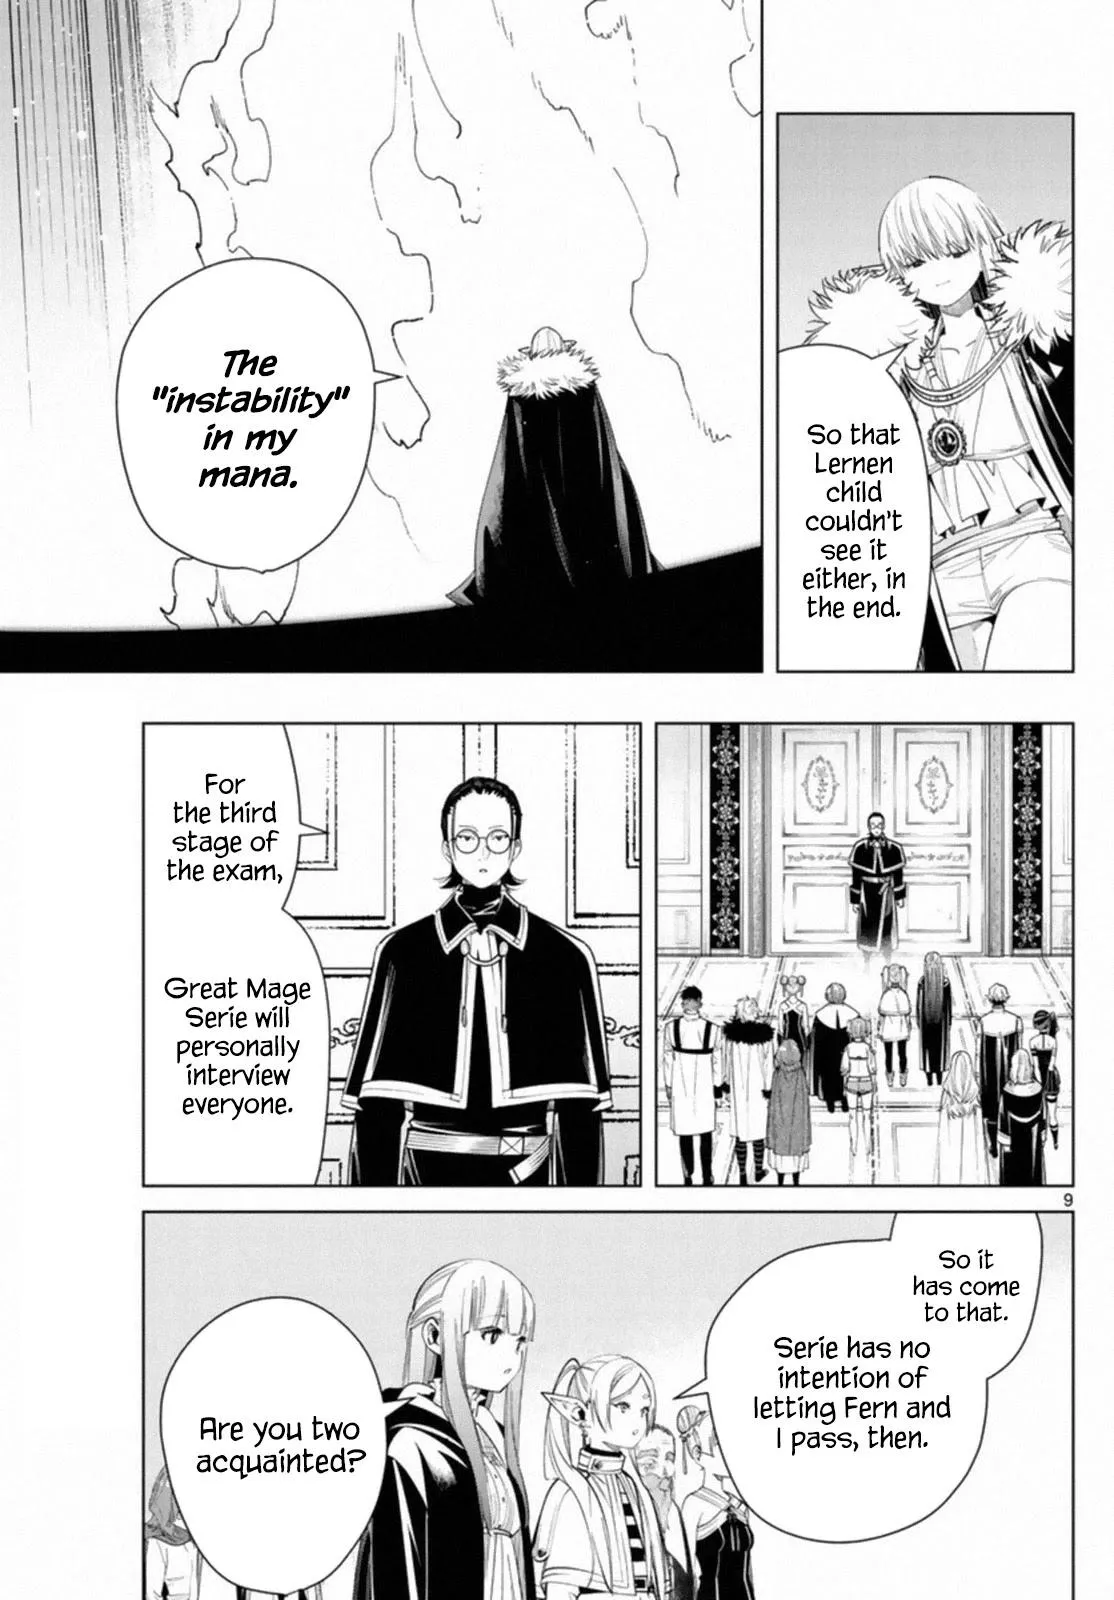 So that
Lernen
child
couldn't
see it
either, in
the end.
The
"instability"
in my
mana.
For
the third
stage of
the exam,
Great Mage
Serie will
personally
interview
everyone.
9
So it
has come
to that.
Serie has no
intention of
letting Fern and
I pass, then.
Are you two
acquainted?